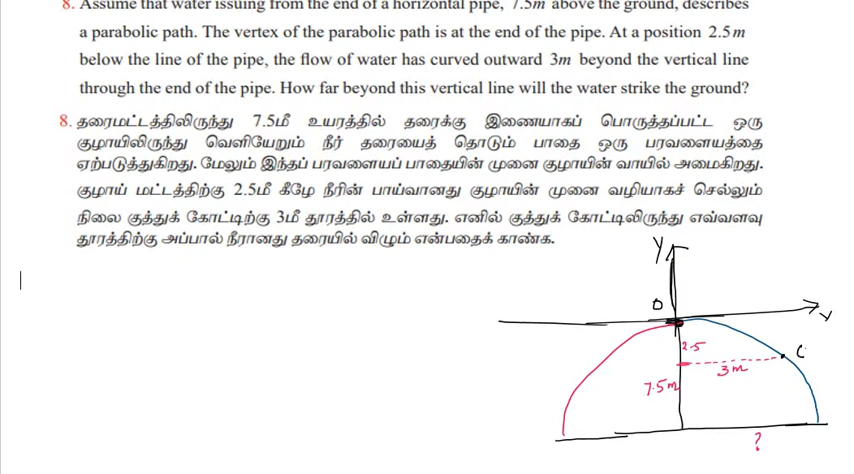 8. Assume that water issuing from the end of a horizontal pipe, 7.5m above the ground, describes
a parabolic path. The vertex of the parabolic path is at the end of the pipe. At a position 2.5m
below the line of the pipe, the flow of water has curved outward 3m beyond the vertical line
through the end of the pipe. How far beyond this vertical line will the water strike the ground?
8. தரைமட்டத்திலிருந்து 7.5மீ உயரத்தில் தரைக்கு இணையாகப் பொருத்தப்பட்ட ஒரு
குழாயிலிருந்து வெளியேறும் நீர் தரையைத் தொடும் பாதை ஒரு பரவளையத்தை
ஏற்படுத்துகிறது. மேலும் இந்தப் பரவளையப் பாதையின் முனை குழாயின் வாயில் அமைகிறது.
குழாய் மட்டத்திற்கு 2.5மீ கீழே நீரின் பாய்வானது குழாயின் முனை வழியாகச் செல்லும்
நிலை குத்துக் கோட்டிற்கு 3மீ தூரத்தில் உள்ளது. எனில் குத்துக் கோட்டிலிருந்து எவ்வளவு
தூரத்திற்கு அப்பால் நீரானது தரையில் விழும் என்பதைக் காண்க.
Y
0
X
2.5
(
3m
7.5m
?